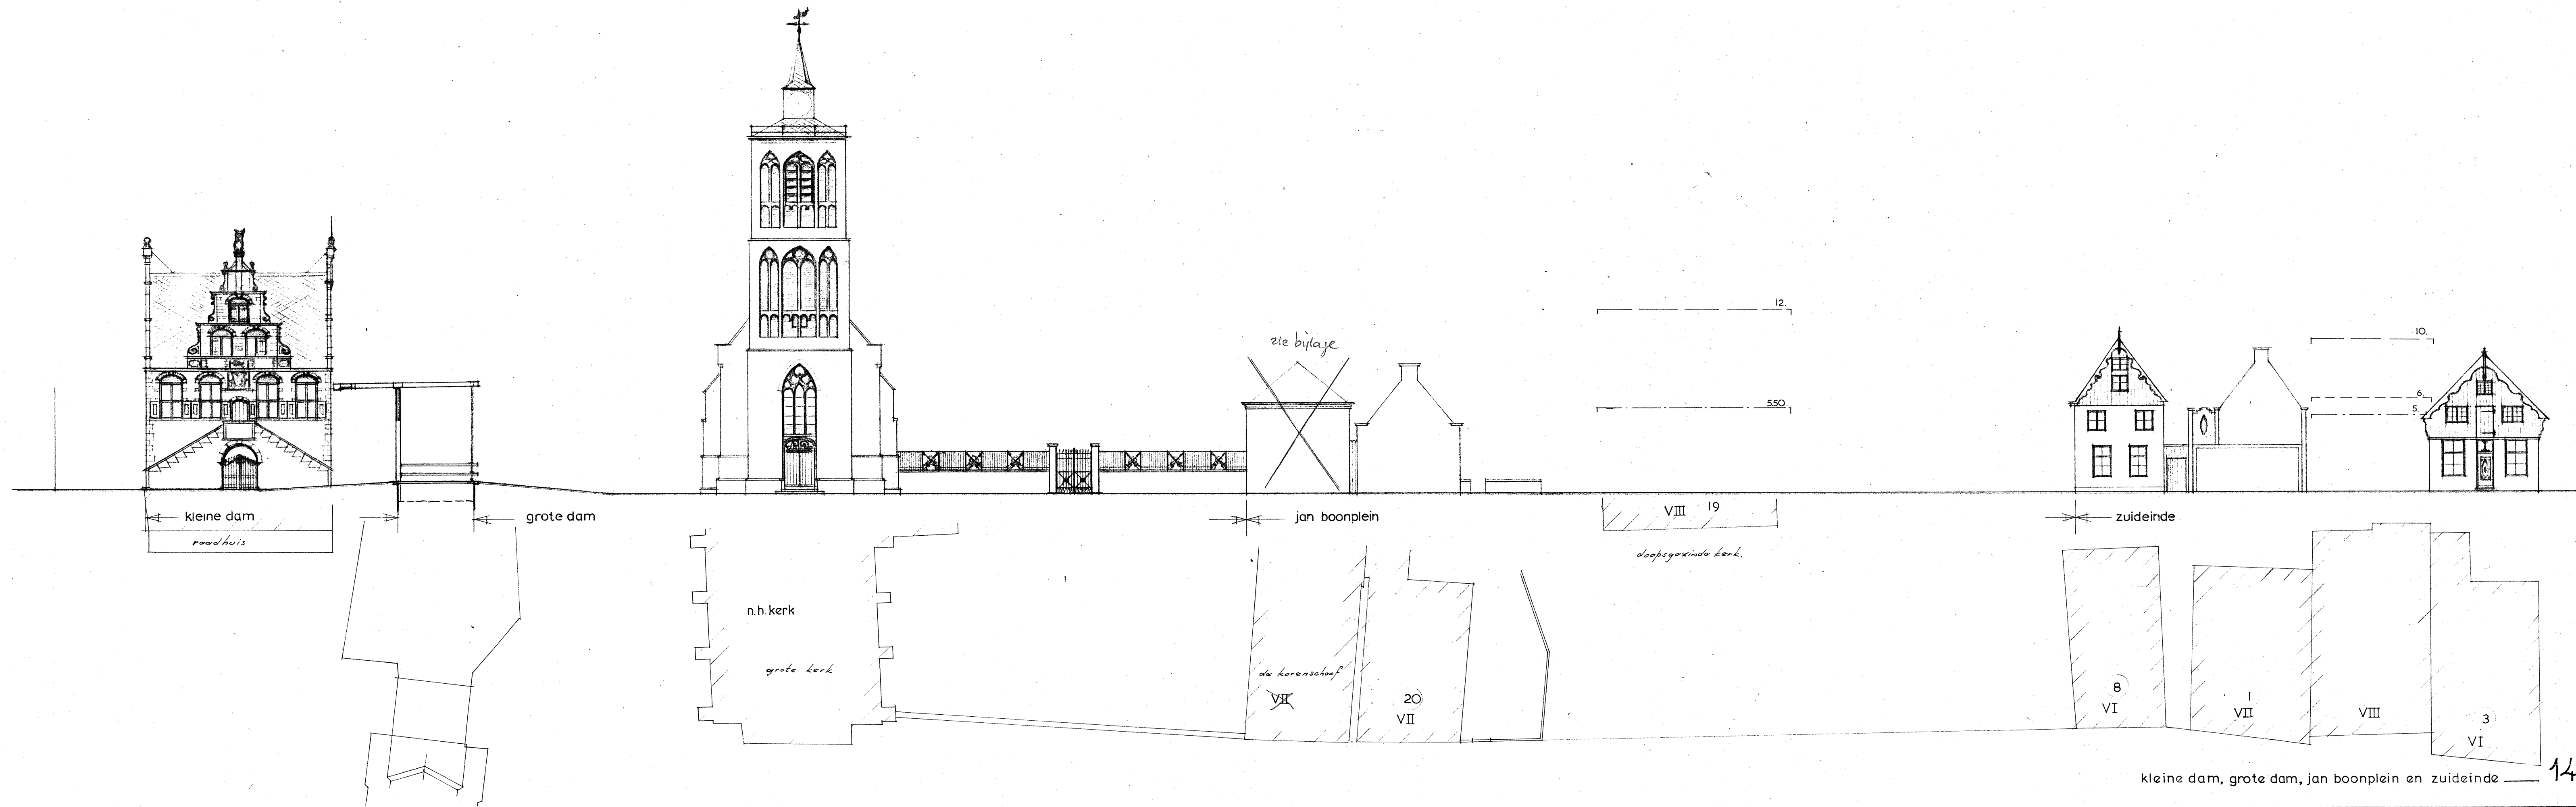 zie bijlage
12.
5.50.
10.
6.
5.
kleine dam
grote dam
jan boonplein
VIII 19
zuideinde
raadhuis
doopsgezinde kerk.
n.h. kerk
grote kerk
de korenschoof
VII
20
VII
8
VI
1
VII
VIII
3
VI
kleine dam, grote dam, jan boonplein en zuideinde
14